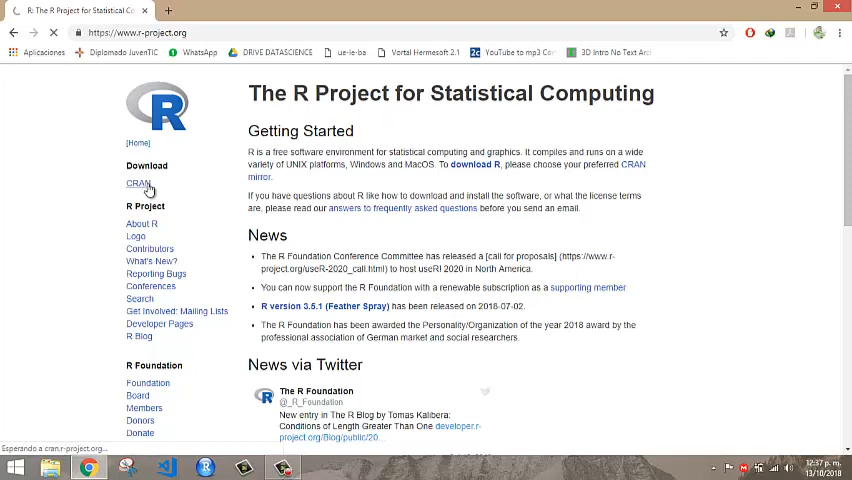 R: The R Project for Statistical Co
https://www.r-project.org
Aplicaciones
Diplomado JuvenTIC
WhatsApp
DRIVE DATASCIENCE
ue-le-ba
Vortal Hermesoft 2.1
YouTube to mp3 Con
3D Intro No Text Arc
R
[Home]
Download
CRAN
R Project
About R
Logo
Contributors
What's New?
Reporting Bugs
Conferences
Search
Get Involved: Mailing Lists
Developer Pages
R Blog
R Foundation
Foundation
Board
Members
Donors
Donate
The R Project for Statistical Computing
Getting Started
R is a free software environment for statistical computing and graphics. It compiles and runs on a wide
variety of UNIX platforms, Windows and MacOS. To download R, please choose your preferred CRAN
mirror.
If you have questions about R like how to download and install the software, or what the license terms
are, please read our answers to frequently asked questions before you send an email.
News
The R Foundation Conference Committee has released a [call for proposals] (https://www.r-
project.org/useR-2020_call.html) to host useR! 2020 in North America.
You can now support the R Foundation with a renewable subscription as a supporting member
R version 3.5.1 (Feather Spray) has been released on 2018-07-02.
The R Foundation has been awarded the Personality/Organization of the year 2018 award by the
professional association of German market and social researchers.
News via Twitter
The R Foundation
@_R_Foundation
New entry in The R Blog by Tomas Kalibera:
Conditions of Length Greater Than One developer.r-
project.org/Blog/public/20...
Esperando a cran.r-project.org...
12:37 p. m.
13/10/2018